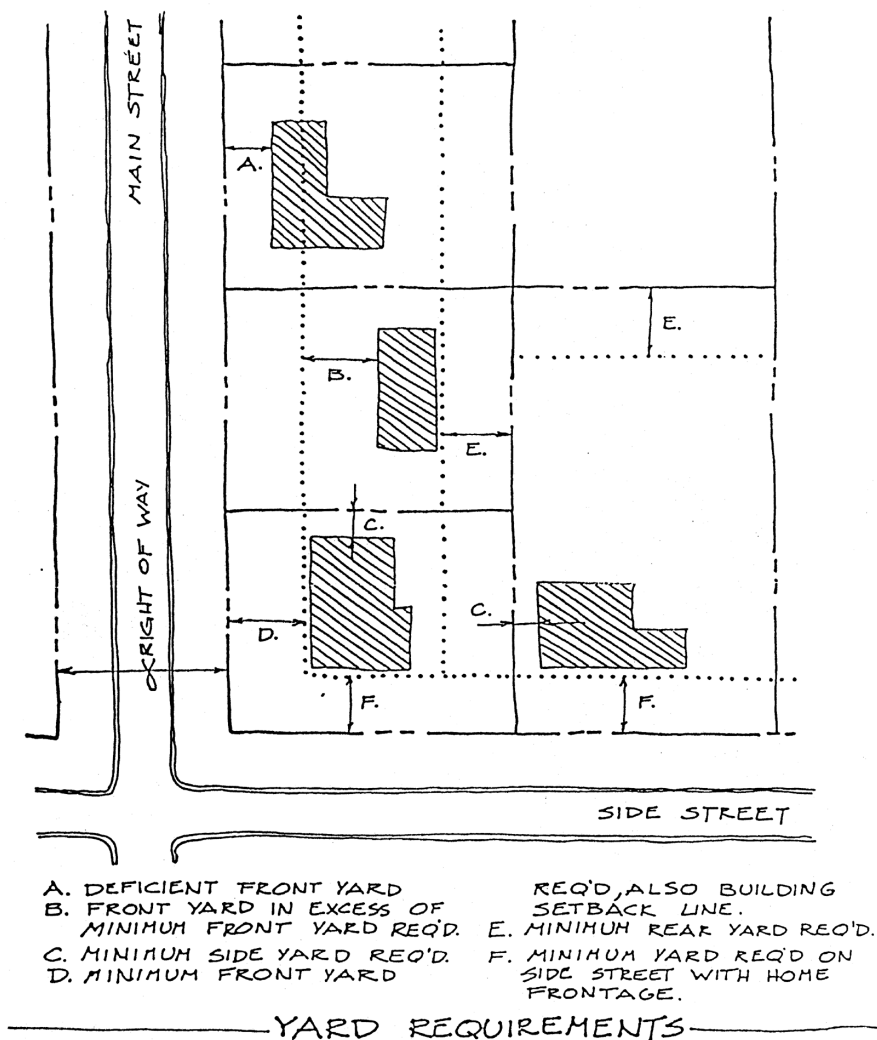 MAIN STREET
A.
E.
B.
E.
RIGHT OF WAY
C.
C.
D.
F.
F.
SIDE STREET
A. DEFICIENT FRONT YARD
B. FRONT YARD IN EXCESS OF
MINIMUM FRONT YARD REQ'D.
C. MINIMUM SIDE YARD REQ'D.
D. MINIMUM FRONT YARD
REQ'D, ALSO BUILDING
SETBACK LINE.
E. MINIMUM REAR YARD REQ'D.
F. MINIMUM YARD REQ'D ON
SIDE STREET WITH HOME
FRONTAGE.
YARD REQUIREMENTS